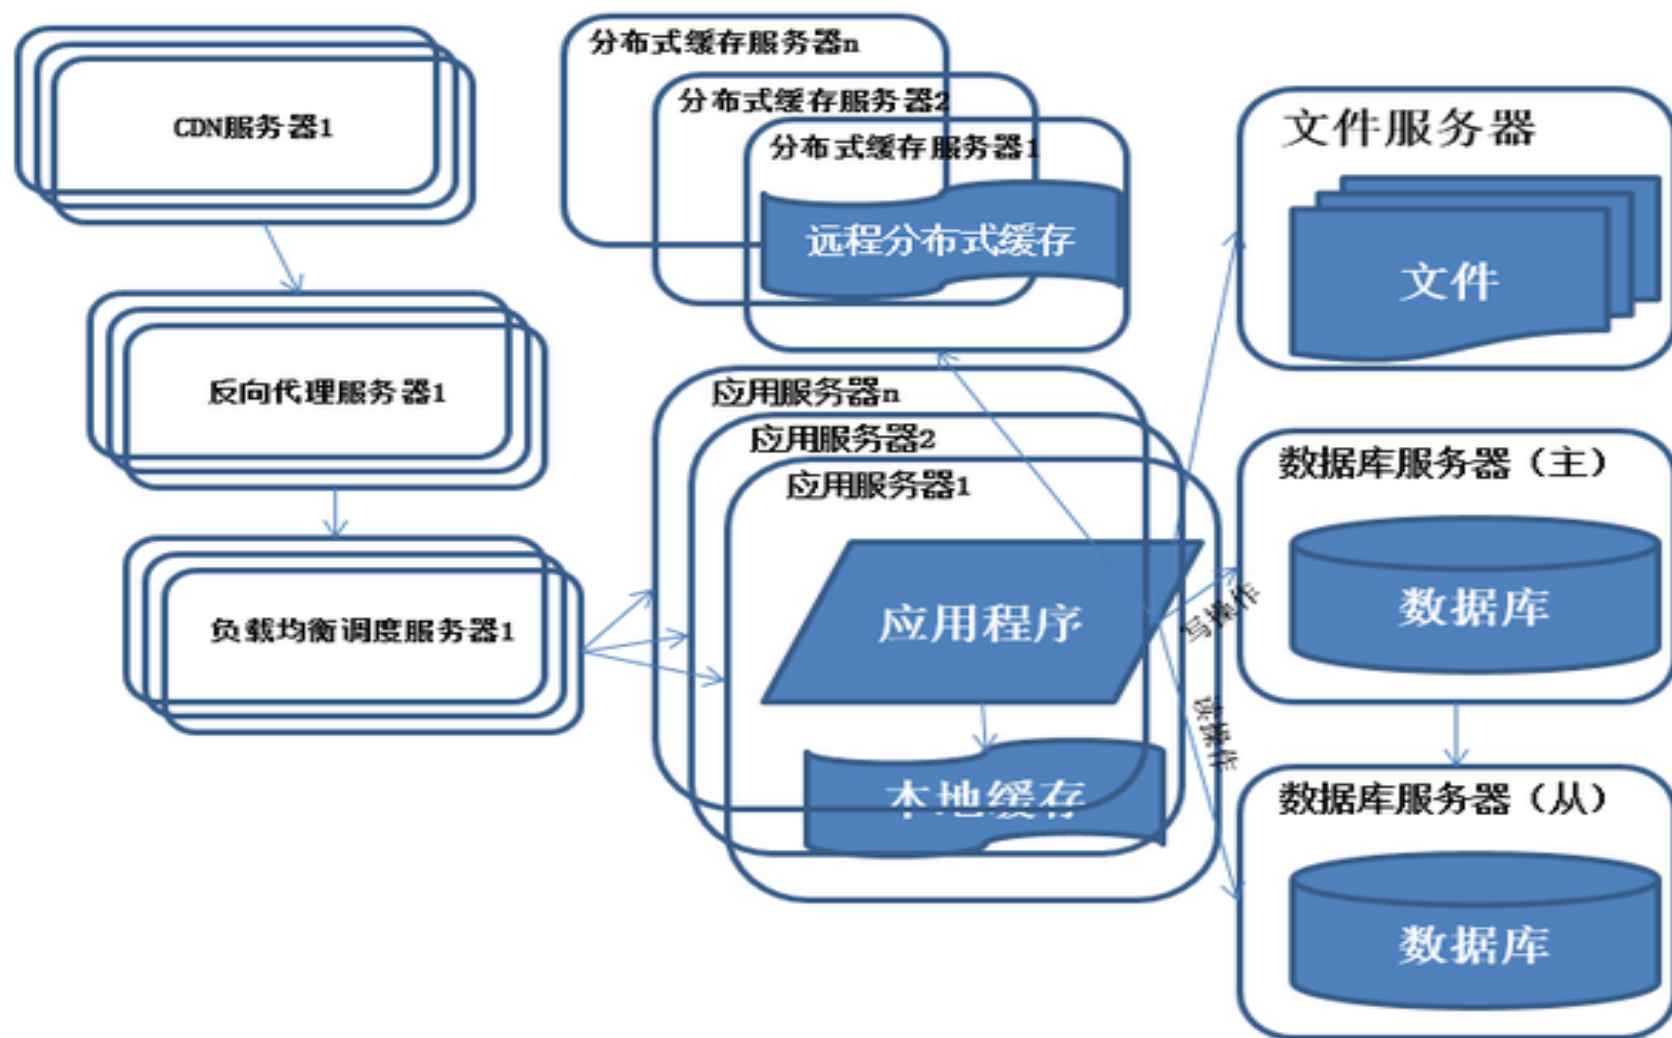 CDN服务器1
反向代理服务器1
负载均衡调度服务器1
分布式缓存服务器n
分布式缓存服务器2
分布式缓存服务器1
远程分布式缓存
应用服务器n
应用服务器2
应用服务器1
应用程序
本地缓存
写操作
读操作
文件服务器
文件
数据库服务器（主）
数据库
数据库服务器（从）
数据库